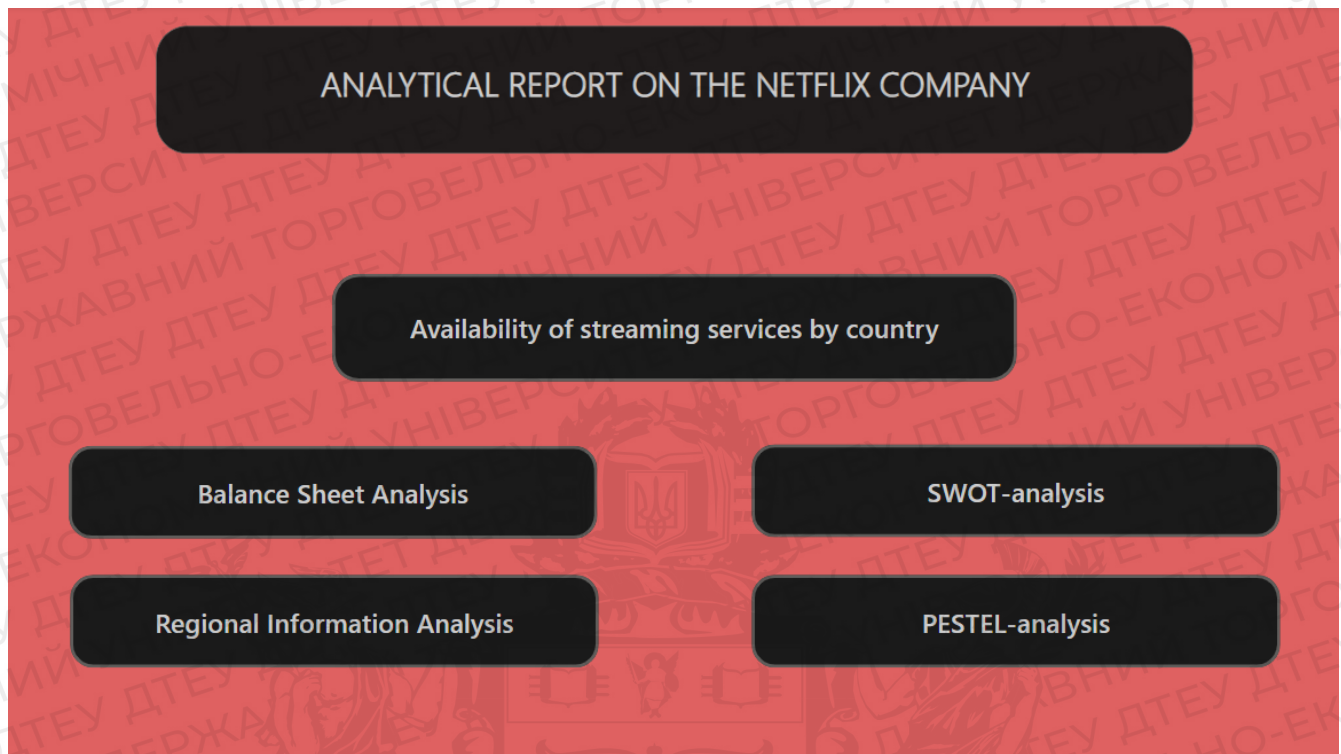 ANALYTICAL REPORT ON THE NETFLIX COMPANY
Availability of streaming services by country
Balance Sheet Analysis
SWOT-analysis
Regional Information Analysis
PESTEL-analysis